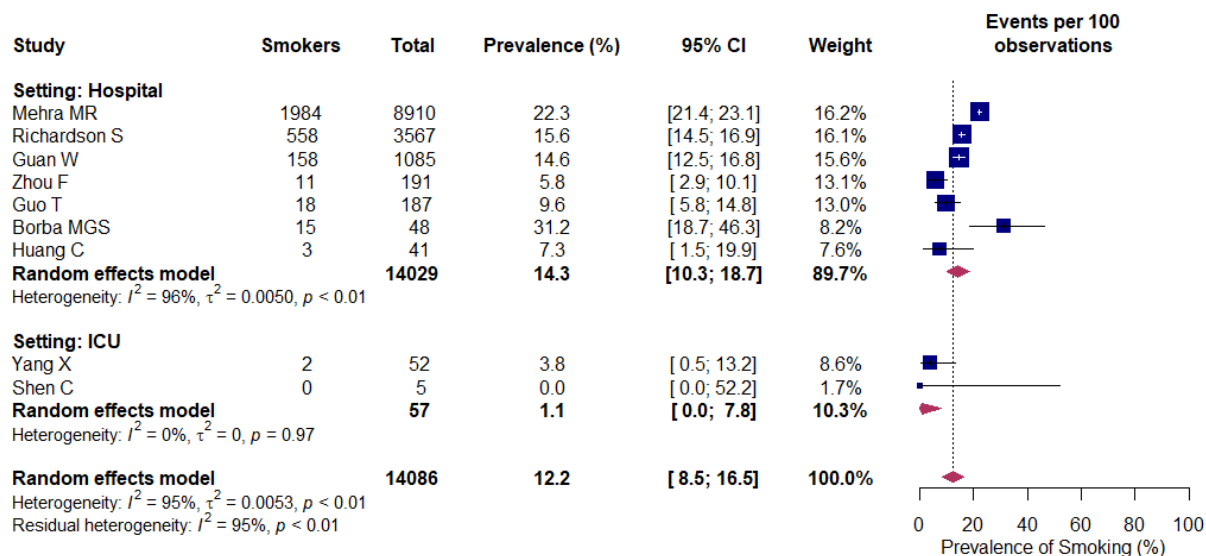 Study Smokers Total Prevalence (%) 95% CI Weight Events per 100 observations
Setting: Hospital
Mehra MR 1984 8910 22.3 [21.4; 23.1] 16.2%
Richardson S 558 3567 15.6 [14.5; 16.9] 16.1%
Guan W 158 1085 14.6 [12.5; 16.8] 15.6%
Zhou F 11 191 5.8 [ 2.9; 10.1] 13.1%
Guo T 18 187 9.6 [ 5.8; 14.8] 13.0%
Borba MGS 15 48 31.2 [18.7; 46.3] 8.2%
Huang C 3 41 7.3 [ 1.5; 19.9] 7.6%
Random effects model 14029 14.3 [10.3; 18.7] 89.7%
Heterogeneity: I² = 96%, τ² = 0.0050, p < 0.01
Setting: ICU
Yang X 2 52 3.8 [ 0.5; 13.2] 8.6%
Shen C 0 5 0.0 [ 0.0; 52.2] 1.7%
Random effects model 57 1.1 [ 0.0; 7.8] 10.3%
Heterogeneity: I² = 0%, τ² = 0, p = 0.97
Random effects model 14086 12.2 [ 8.5; 16.5] 100.0%
Heterogeneity: I² = 95%, τ² = 0.0053, p < 0.01
Residual heterogeneity: I² = 95%, p < 0.01
0 20 40 60 80 100
Prevalence of Smoking (%)